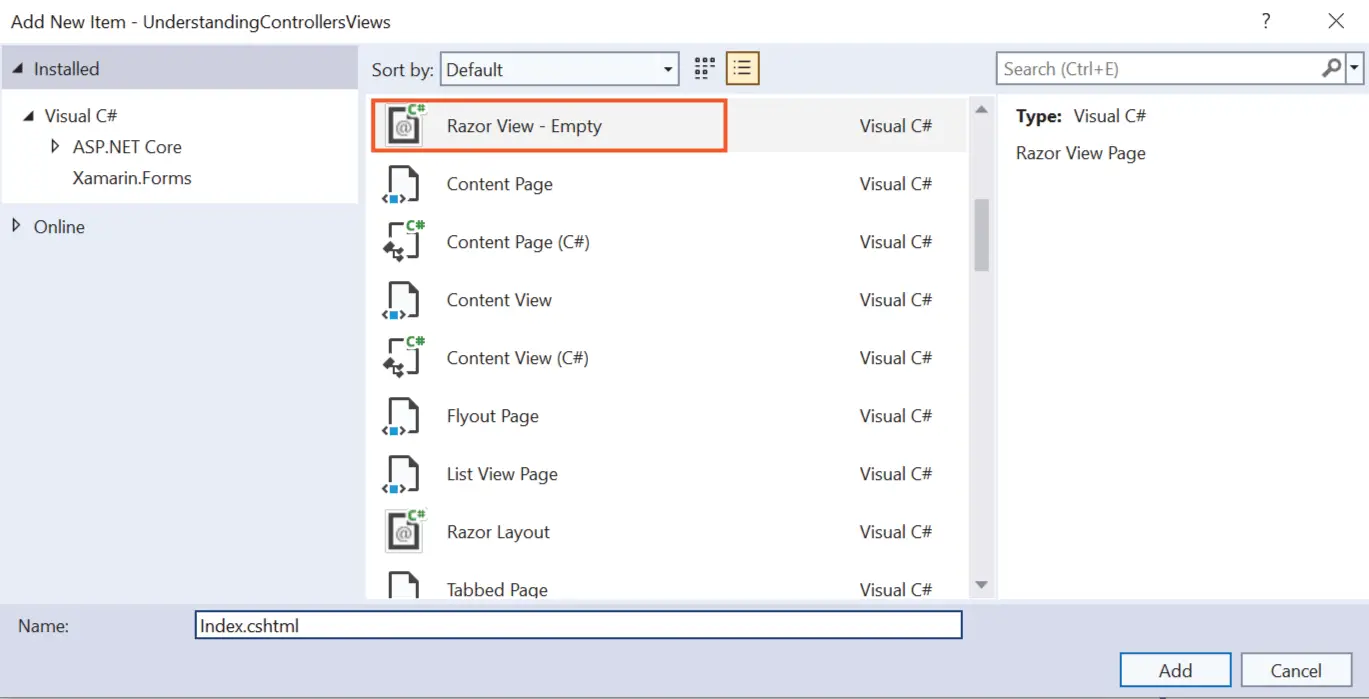 Add New Item - UnderstandingControllersViews
?
Installed
Sort by: Default
Search (Ctrl+E)
Visual C#
ASP.NET Core
Xamarin.Forms
Online
C# @ Razor View - Empty Visual C#
Content Page Visual C#
C# Content Page (C#) Visual C#
Content View Visual C#
C# Content View (C#) Visual C#
Flyout Page Visual C#
List View Page Visual C#
C# @ Razor Layout Visual C#
Tabbed Page Visual C#
Type: Visual C#
Razor View Page
Name: Index.cshtml
Add Cancel